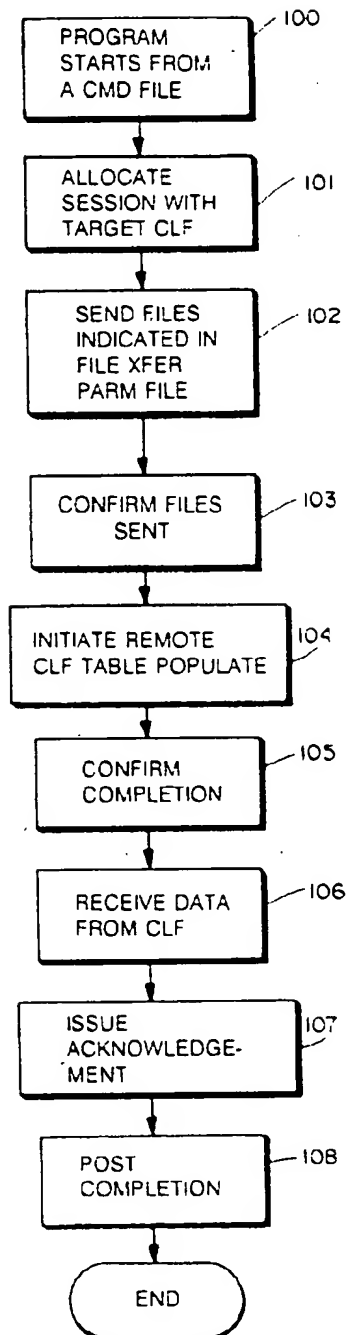 100
PROGRAM
STARTS FROM
A CMD FILE
ALLOCATE
SESSION WITH
TARGET CLF
101
SEND FILES
INDICATED IN
FILE XFER
PARM FILE
102
CONFIRM FILES
SENT
103
INITIATE REMOTE
CLF TABLE POPULATE
104
CONFIRM
COMPLETION
105
RECEIVE DATA
FROM CLF
106
ISSUE
ACKNOWLEDGE-
MENT
107
POST
COMPLETION
108
END